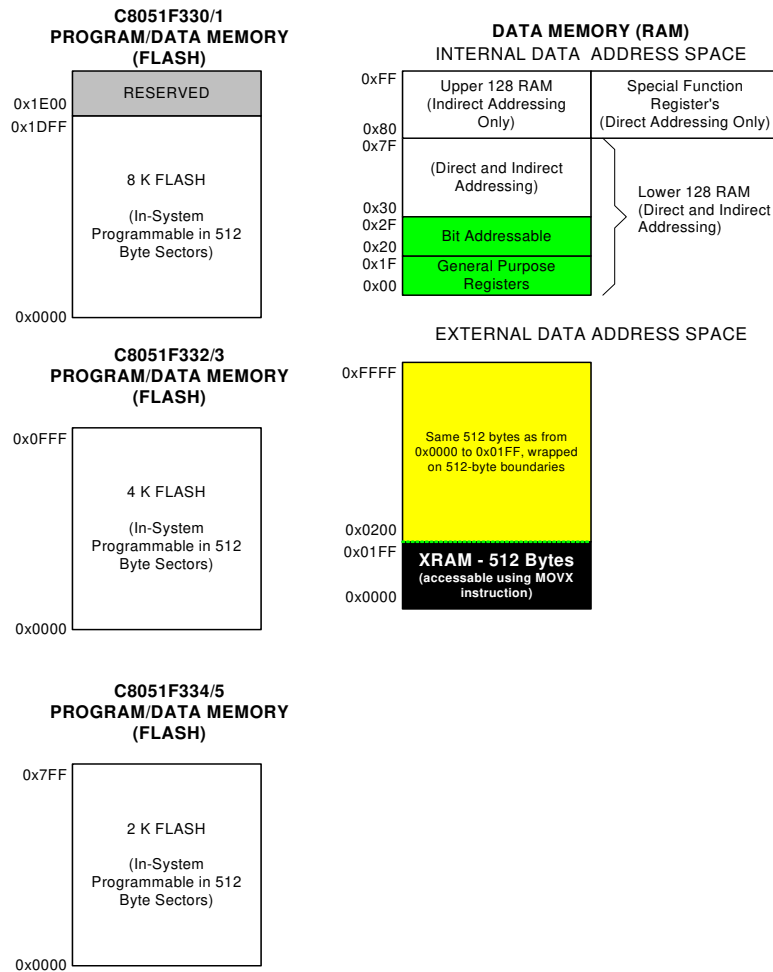 C8051F330/1
PROGRAM/DATA MEMORY
(FLASH)
0x1E00
RESERVED
0x1DFF
8 K FLASH
(In-System
Programmable in 512
Byte Sectors)
0x0000
C8051F332/3
PROGRAM/DATA MEMORY
(FLASH)
0x0FFF
4 K FLASH
(In-System
Programmable in 512
Byte Sectors)
0x0000
C8051F334/5
PROGRAM/DATA MEMORY
(FLASH)
0x7FF
2 K FLASH
(In-System
Programmable in 512
Byte Sectors)
0x0000
DATA MEMORY (RAM)
INTERNAL DATA ADDRESS SPACE
0xFF
Upper 128 RAM
(Indirect Addressing
Only)
0x80
Special Function
Register's
(Direct Addressing Only)
0x7F
(Direct and Indirect
Addressing)
0x30
0x2F
Bit Addressable
0x20
0x1F
General Purpose
Registers
0x00
Lower 128 RAM
(Direct and Indirect
Addressing)
EXTERNAL DATA ADDRESS SPACE
0xFFFF
Same 512 bytes as from
0x0000 to 0x01FF, wrapped
on 512-byte boundaries
0x0200
0x01FF
XRAM - 512 Bytes
(accessable using MOVX
instruction)
0x0000